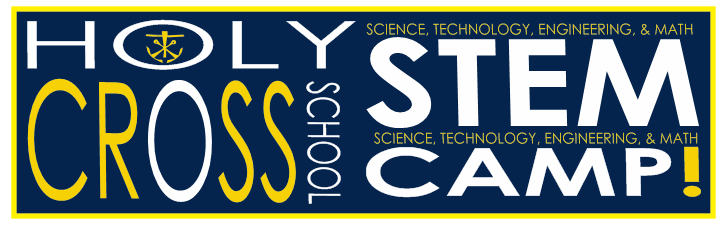 HOLY
CROSS
SCHOOL
SCIENCE, TECHNOLOGY, ENGINEERING, & MATH
STEM
SCIENCE, TECHNOLOGY, ENGINEERING, & MATH
CAMP!